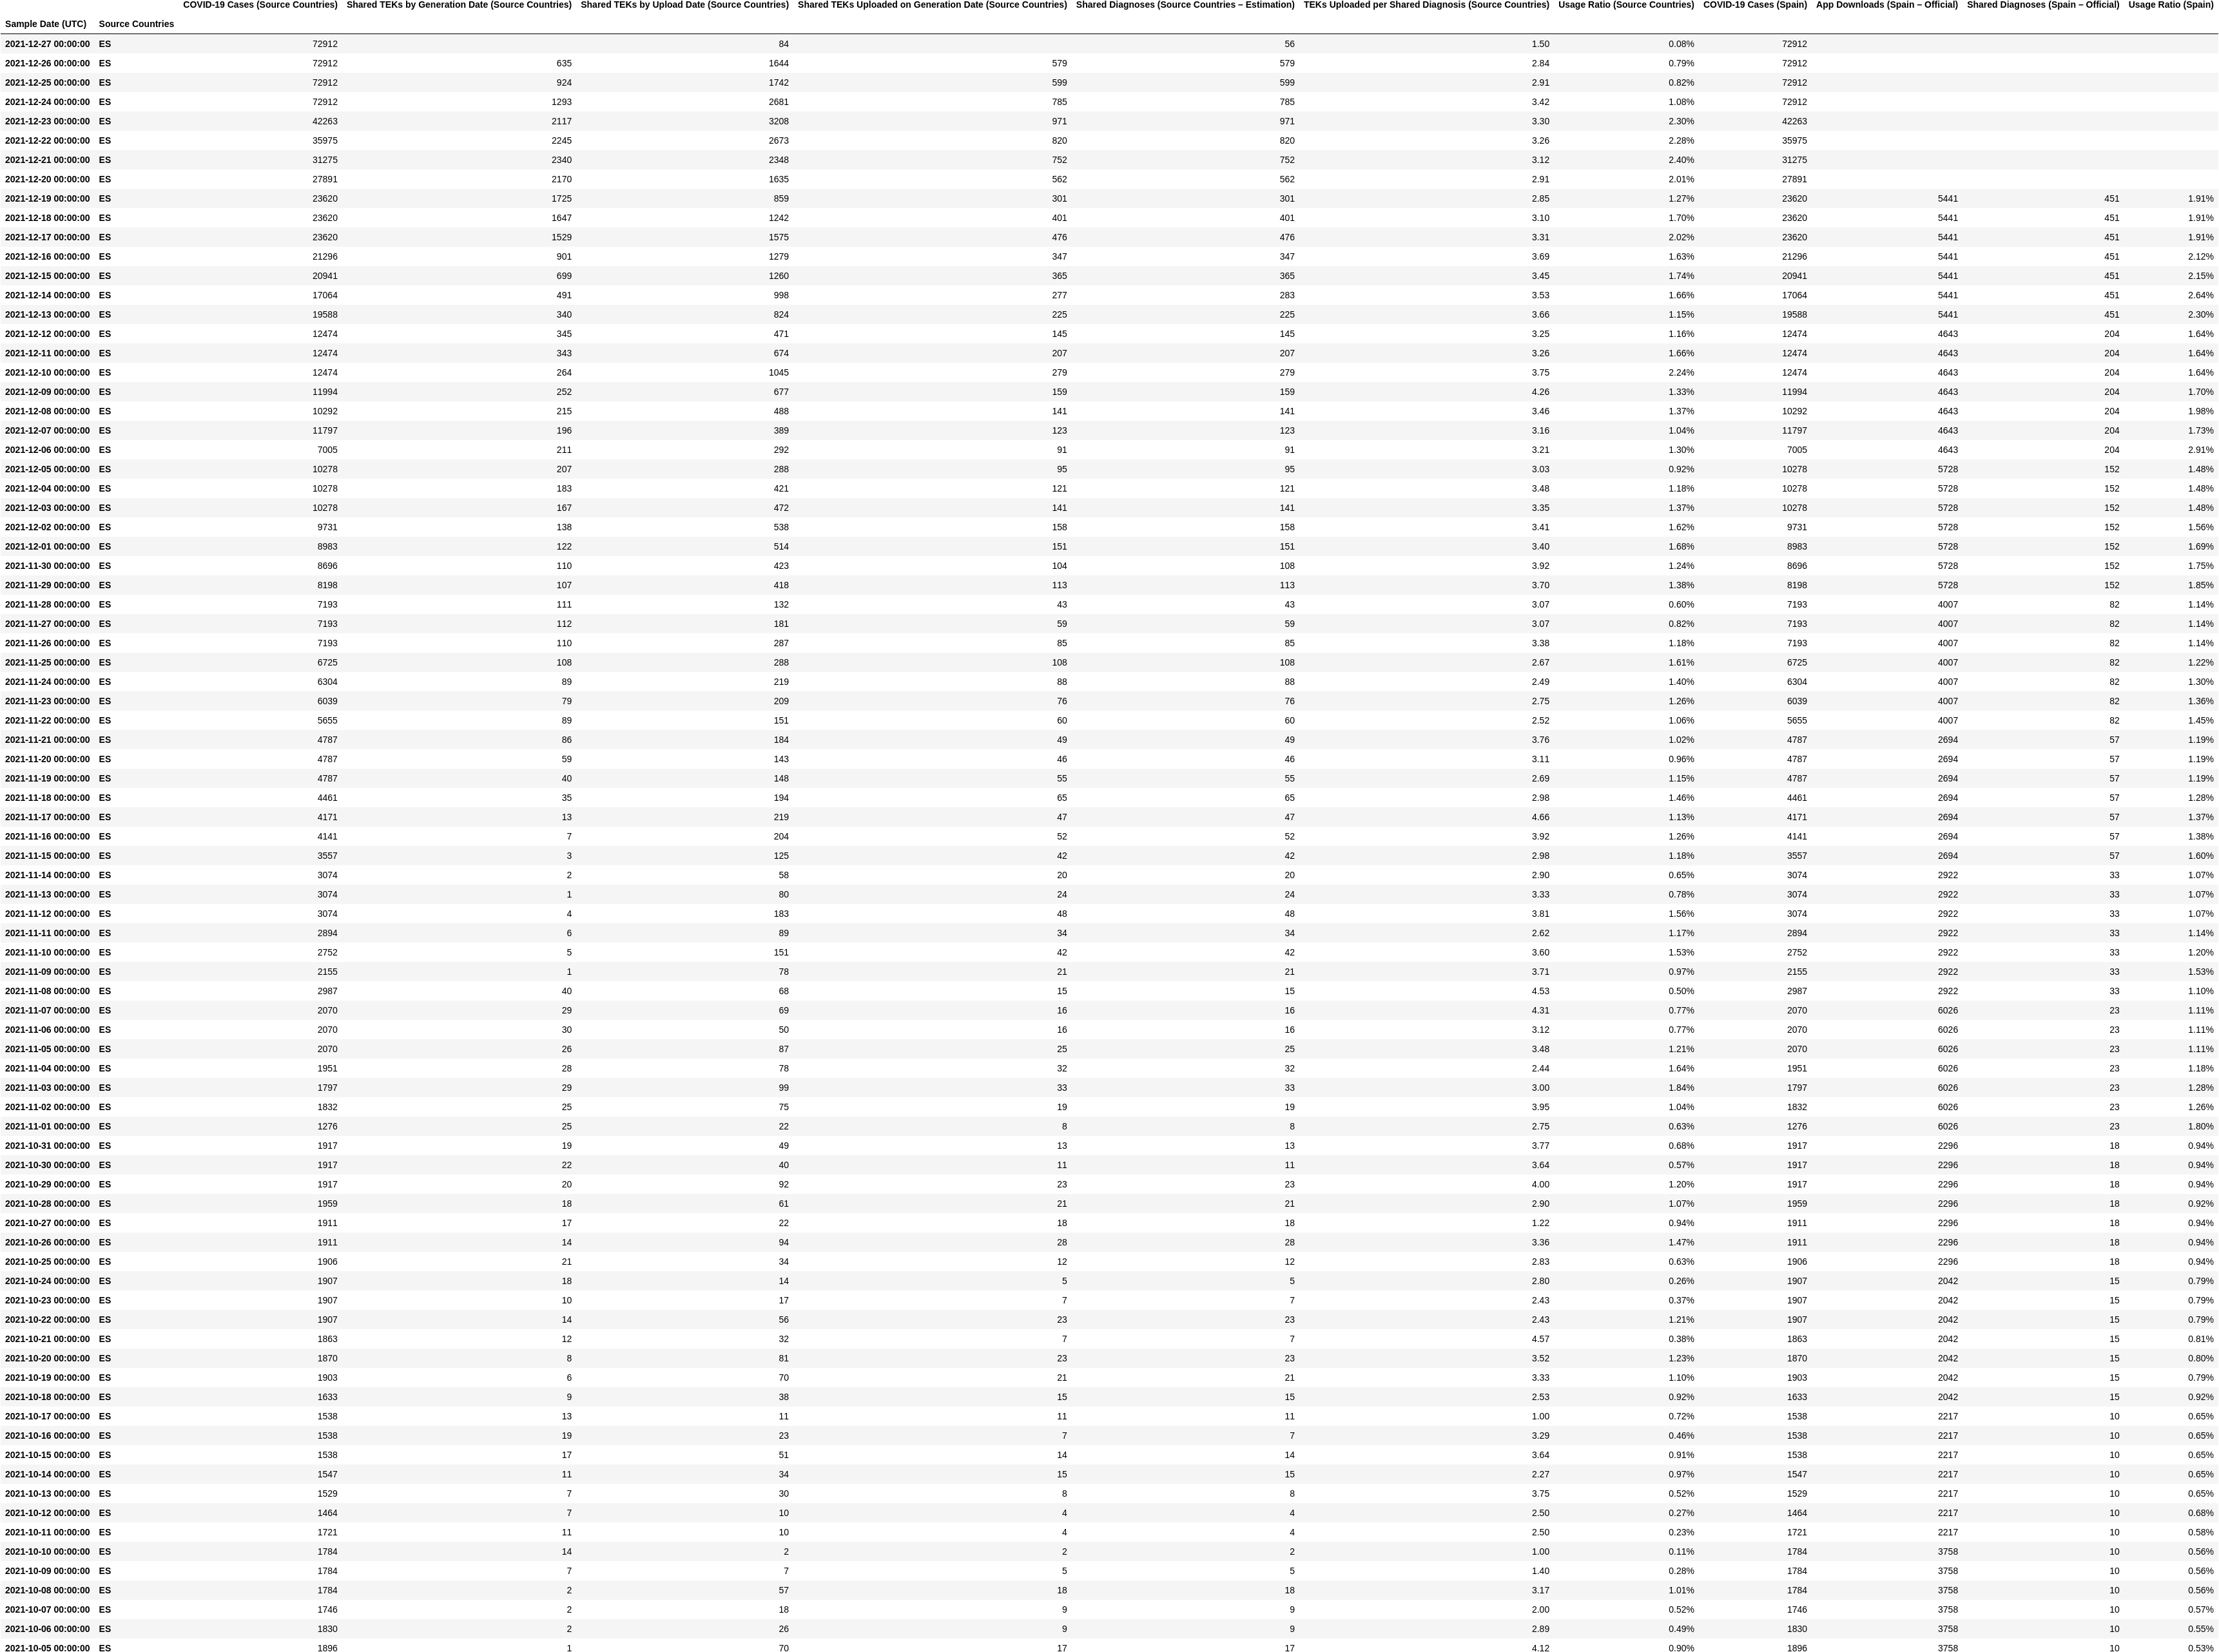 COVID-19 Cases (Source Countries) Shared TEKs by Generation Date (Source Countries) Shared TEKs by Upload Date (Source Countries) Shared TEKs Uploaded on Generation Date (Source Countries) Shared Diagnoses (Source Countries – Estimation) TEKs Uploaded per Shared Diagnosis (Source Countries) Usage Ratio (Source Countries) COVID-19 Cases (Spain) App Downloads (Spain – Official) Shared Diagnoses (Spain – Official) Usage Ratio (Spain)
Sample Date (UTC) Source Countries
2021-12-27 00:00:00 ES 72912 84 56 1.50 0.08% 72912
2021-12-26 00:00:00 ES 72912 635 1644 579 579 2.84 0.79% 72912
2021-12-25 00:00:00 ES 72912 924 1742 599 599 2.91 0.82% 72912
2021-12-24 00:00:00 ES 72912 1293 2681 785 785 3.42 1.08% 72912
2021-12-23 00:00:00 ES 42263 2117 3208 971 971 3.30 2.30% 42263
2021-12-22 00:00:00 ES 35975 2245 2673 820 820 3.26 2.28% 35975
2021-12-21 00:00:00 ES 31275 2340 2348 752 752 3.12 2.40% 31275
2021-12-20 00:00:00 ES 27891 2170 1635 562 562 2.91 2.01% 27891
2021-12-19 00:00:00 ES 23620 1725 859 301 301 2.85 1.27% 23620 5441 451 1.91%
2021-12-18 00:00:00 ES 23620 1647 1242 401 401 3.10 1.70% 23620 5441 451 1.91%
2021-12-17 00:00:00 ES 23620 1529 1575 476 476 3.31 2.02% 23620 5441 451 1.91%
2021-12-16 00:00:00 ES 21296 901 1279 347 347 3.69 1.63% 21296 5441 451 2.12%
2021-12-15 00:00:00 ES 20941 699 1260 365 365 3.45 1.74% 20941 5441 451 2.15%
2021-12-14 00:00:00 ES 17064 491 998 277 283 3.53 1.66% 17064 5441 451 2.64%
2021-12-13 00:00:00 ES 19588 340 824 225 225 3.66 1.15% 19588 5441 451 2.30%
2021-12-12 00:00:00 ES 12474 345 471 145 145 3.25 1.16% 12474 4643 204 1.64%
2021-12-11 00:00:00 ES 12474 343 674 207 207 3.26 1.66% 12474 4643 204 1.64%
2021-12-10 00:00:00 ES 12474 264 1045 279 279 3.75 2.24% 12474 4643 204 1.64%
2021-12-09 00:00:00 ES 11994 252 677 159 159 4.26 1.33% 11994 4643 204 1.70%
2021-12-08 00:00:00 ES 10292 215 488 141 141 3.46 1.37% 10292 4643 204 1.98%
2021-12-07 00:00:00 ES 11797 196 389 123 123 3.16 1.04% 11797 4643 204 1.73%
2021-12-06 00:00:00 ES 7005 211 292 91 91 3.21 1.30% 7005 4643 204 2.91%
2021-12-05 00:00:00 ES 10278 207 288 95 95 3.03 0.92% 10278 5728 152 1.48%
2021-12-04 00:00:00 ES 10278 183 421 121 121 3.48 1.18% 10278 5728 152 1.48%
2021-12-03 00:00:00 ES 10278 167 472 141 141 3.35 1.37% 10278 5728 152 1.48%
2021-12-02 00:00:00 ES 9731 138 538 158 158 3.41 1.62% 9731 5728 152 1.56%
2021-12-01 00:00:00 ES 8983 122 514 151 151 3.40 1.68% 8983 5728 152 1.69%
2021-11-30 00:00:00 ES 8696 110 423 104 108 3.92 1.24% 8696 5728 152 1.75%
2021-11-29 00:00:00 ES 8198 107 418 113 113 3.70 1.38% 8198 5728 152 1.85%
2021-11-28 00:00:00 ES 7193 111 132 43 43 3.07 0.60% 7193 4007 82 1.14%
2021-11-27 00:00:00 ES 7193 112 181 59 59 3.07 0.82% 7193 4007 82 1.14%
2021-11-26 00:00:00 ES 7193 110 287 85 85 3.38 1.18% 7193 4007 82 1.14%
2021-11-25 00:00:00 ES 6725 108 288 108 108 2.67 1.61% 6725 4007 82 1.22%
2021-11-24 00:00:00 ES 6304 89 219 88 88 2.49 1.40% 6304 4007 82 1.30%
2021-11-23 00:00:00 ES 6039 79 209 76 76 2.75 1.26% 6039 4007 82 1.36%
2021-11-22 00:00:00 ES 5655 89 151 60 60 2.52 1.06% 5655 4007 82 1.45%
2021-11-21 00:00:00 ES 4787 86 184 49 49 3.76 1.02% 4787 2694 57 1.19%
2021-11-20 00:00:00 ES 4787 59 143 46 46 3.11 0.96% 4787 2694 57 1.19%
2021-11-19 00:00:00 ES 4787 40 148 55 55 2.69 1.15% 4787 2694 57 1.19%
2021-11-18 00:00:00 ES 4461 35 194 65 65 2.98 1.46% 4461 2694 57 1.28%
2021-11-17 00:00:00 ES 4171 13 219 47 47 4.66 1.13% 4171 2694 57 1.37%
2021-11-16 00:00:00 ES 4141 7 204 52 52 3.92 1.26% 4141 2694 57 1.38%
2021-11-15 00:00:00 ES 3557 3 125 42 42 2.98 1.18% 3557 2694 57 1.60%
2021-11-14 00:00:00 ES 3074 2 58 20 20 2.90 0.65% 3074 2922 33 1.07%
2021-11-13 00:00:00 ES 3074 1 80 24 24 3.33 0.78% 3074 2922 33 1.07%
2021-11-12 00:00:00 ES 3074 4 183 48 48 3.81 1.56% 3074 2922 33 1.07%
2021-11-11 00:00:00 ES 2894 6 89 34 34 2.62 1.17% 2894 2922 33 1.14%
2021-11-10 00:00:00 ES 2752 5 151 42 42 3.60 1.53% 2752 2922 33 1.20%
2021-11-09 00:00:00 ES 2155 1 78 21 21 3.71 0.97% 2155 2922 33 1.53%
2021-11-08 00:00:00 ES 2987 40 68 15 15 4.53 0.50% 2987 2922 33 1.10%
2021-11-07 00:00:00 ES 2070 29 69 16 16 4.31 0.77% 2070 6026 23 1.11%
2021-11-06 00:00:00 ES 2070 30 50 16 16 3.12 0.77% 2070 6026 23 1.11%
2021-11-05 00:00:00 ES 2070 26 87 25 25 3.48 1.21% 2070 6026 23 1.11%
2021-11-04 00:00:00 ES 1951 28 78 32 32 2.44 1.64% 1951 6026 23 1.18%
2021-11-03 00:00:00 ES 1797 29 99 33 33 3.00 1.84% 1797 6026 23 1.28%
2021-11-02 00:00:00 ES 1832 25 75 19 19 3.95 1.04% 1832 6026 23 1.26%
2021-11-01 00:00:00 ES 1276 25 22 8 8 2.75 0.63% 1276 6026 23 1.80%
2021-10-31 00:00:00 ES 1917 19 49 13 13 3.77 0.68% 1917 2296 18 0.94%
2021-10-30 00:00:00 ES 1917 22 40 11 11 3.64 0.57% 1917 2296 18 0.94%
2021-10-29 00:00:00 ES 1917 20 92 23 23 4.00 1.20% 1917 2296 18 0.94%
2021-10-28 00:00:00 ES 1959 18 61 21 21 2.90 1.07% 1959 2296 18 0.92%
2021-10-27 00:00:00 ES 1911 17 22 18 18 1.22 0.94% 1911 2296 18 0.94%
2021-10-26 00:00:00 ES 1911 14 94 28 28 3.36 1.47% 1911 2296 18 0.94%
2021-10-25 00:00:00 ES 1906 21 34 12 12 2.83 0.63% 1906 2296 18 0.94%
2021-10-24 00:00:00 ES 1907 18 14 5 5 2.80 0.26% 1907 2042 15 0.79%
2021-10-23 00:00:00 ES 1907 10 17 7 7 2.43 0.37% 1907 2042 15 0.79%
2021-10-22 00:00:00 ES 1907 14 56 23 23 2.43 1.21% 1907 2042 15 0.79%
2021-10-21 00:00:00 ES 1863 12 32 7 7 4.57 0.38% 1863 2042 15 0.81%
2021-10-20 00:00:00 ES 1870 8 81 23 23 3.52 1.23% 1870 2042 15 0.80%
2021-10-19 00:00:00 ES 1903 6 70 21 21 3.33 1.10% 1903 2042 15 0.79%
2021-10-18 00:00:00 ES 1633 9 38 15 15 2.53 0.92% 1633 2042 15 0.92%
2021-10-17 00:00:00 ES 1538 13 11 11 11 1.00 0.72% 1538 2217 10 0.65%
2021-10-16 00:00:00 ES 1538 19 23 7 7 3.29 0.46% 1538 2217 10 0.65%
2021-10-15 00:00:00 ES 1538 17 51 14 14 3.64 0.91% 1538 2217 10 0.65%
2021-10-14 00:00:00 ES 1547 11 34 15 15 2.27 0.97% 1547 2217 10 0.65%
2021-10-13 00:00:00 ES 1529 7 30 8 8 3.75 0.52% 1529 2217 10 0.65%
2021-10-12 00:00:00 ES 1464 7 10 4 4 2.50 0.27% 1464 2217 10 0.68%
2021-10-11 00:00:00 ES 1721 11 10 4 4 2.50 0.23% 1721 2217 10 0.58%
2021-10-10 00:00:00 ES 1784 14 2 2 2 1.00 0.11% 1784 3758 10 0.56%
2021-10-09 00:00:00 ES 1784 7 7 5 5 1.40 0.28% 1784 3758 10 0.56%
2021-10-08 00:00:00 ES 1784 2 57 18 18 3.17 1.01% 1784 3758 10 0.56%
2021-10-07 00:00:00 ES 1746 2 18 9 9 2.00 0.52% 1746 3758 10 0.57%
2021-10-06 00:00:00 ES 1830 2 26 9 9 2.89 0.49% 1830 3758 10 0.55%
2021-10-05 00:00:00 ES 1896 1 70 17 17 4.12 0.90% 1896 3758 10 0.53%